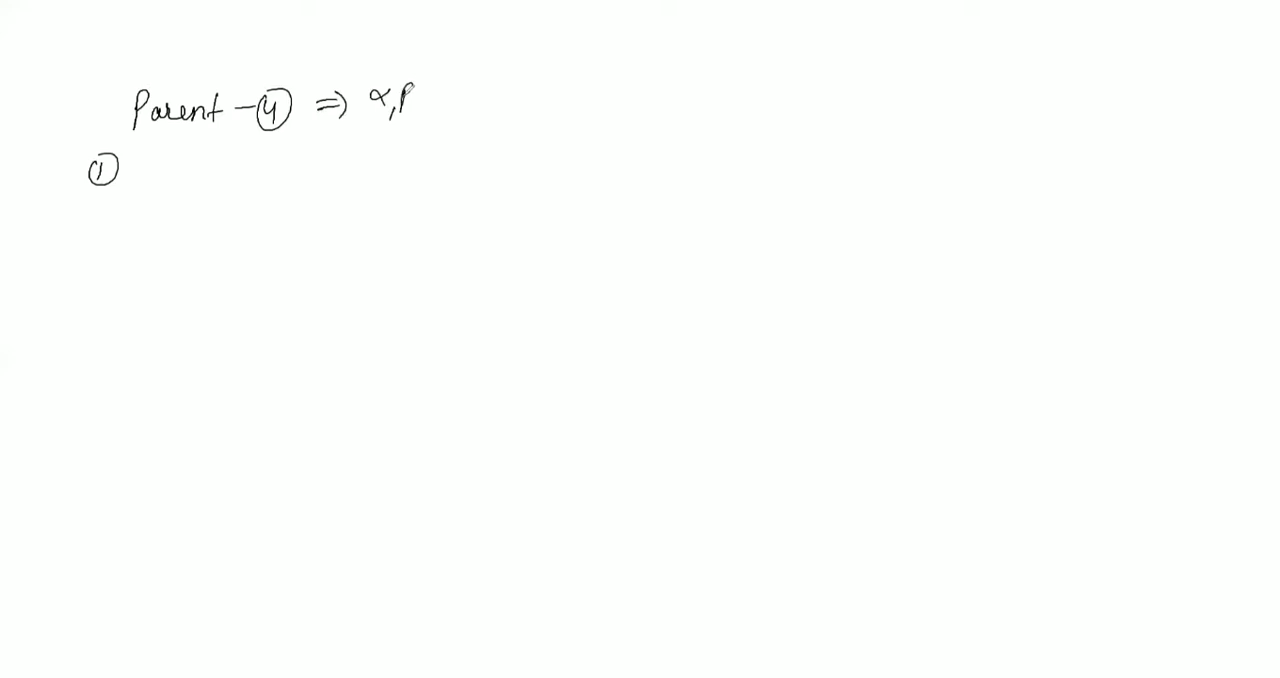 Parent - ④ ⇒ α, P
①